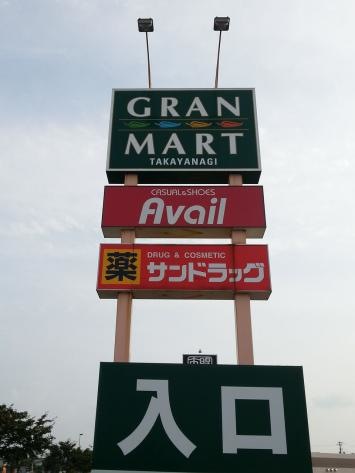 GRAN
MART
TAKAYANAGI
CASUAL&SHOES
Avail
薬 DRUG & COSMETIC
サンドラッグ
入口